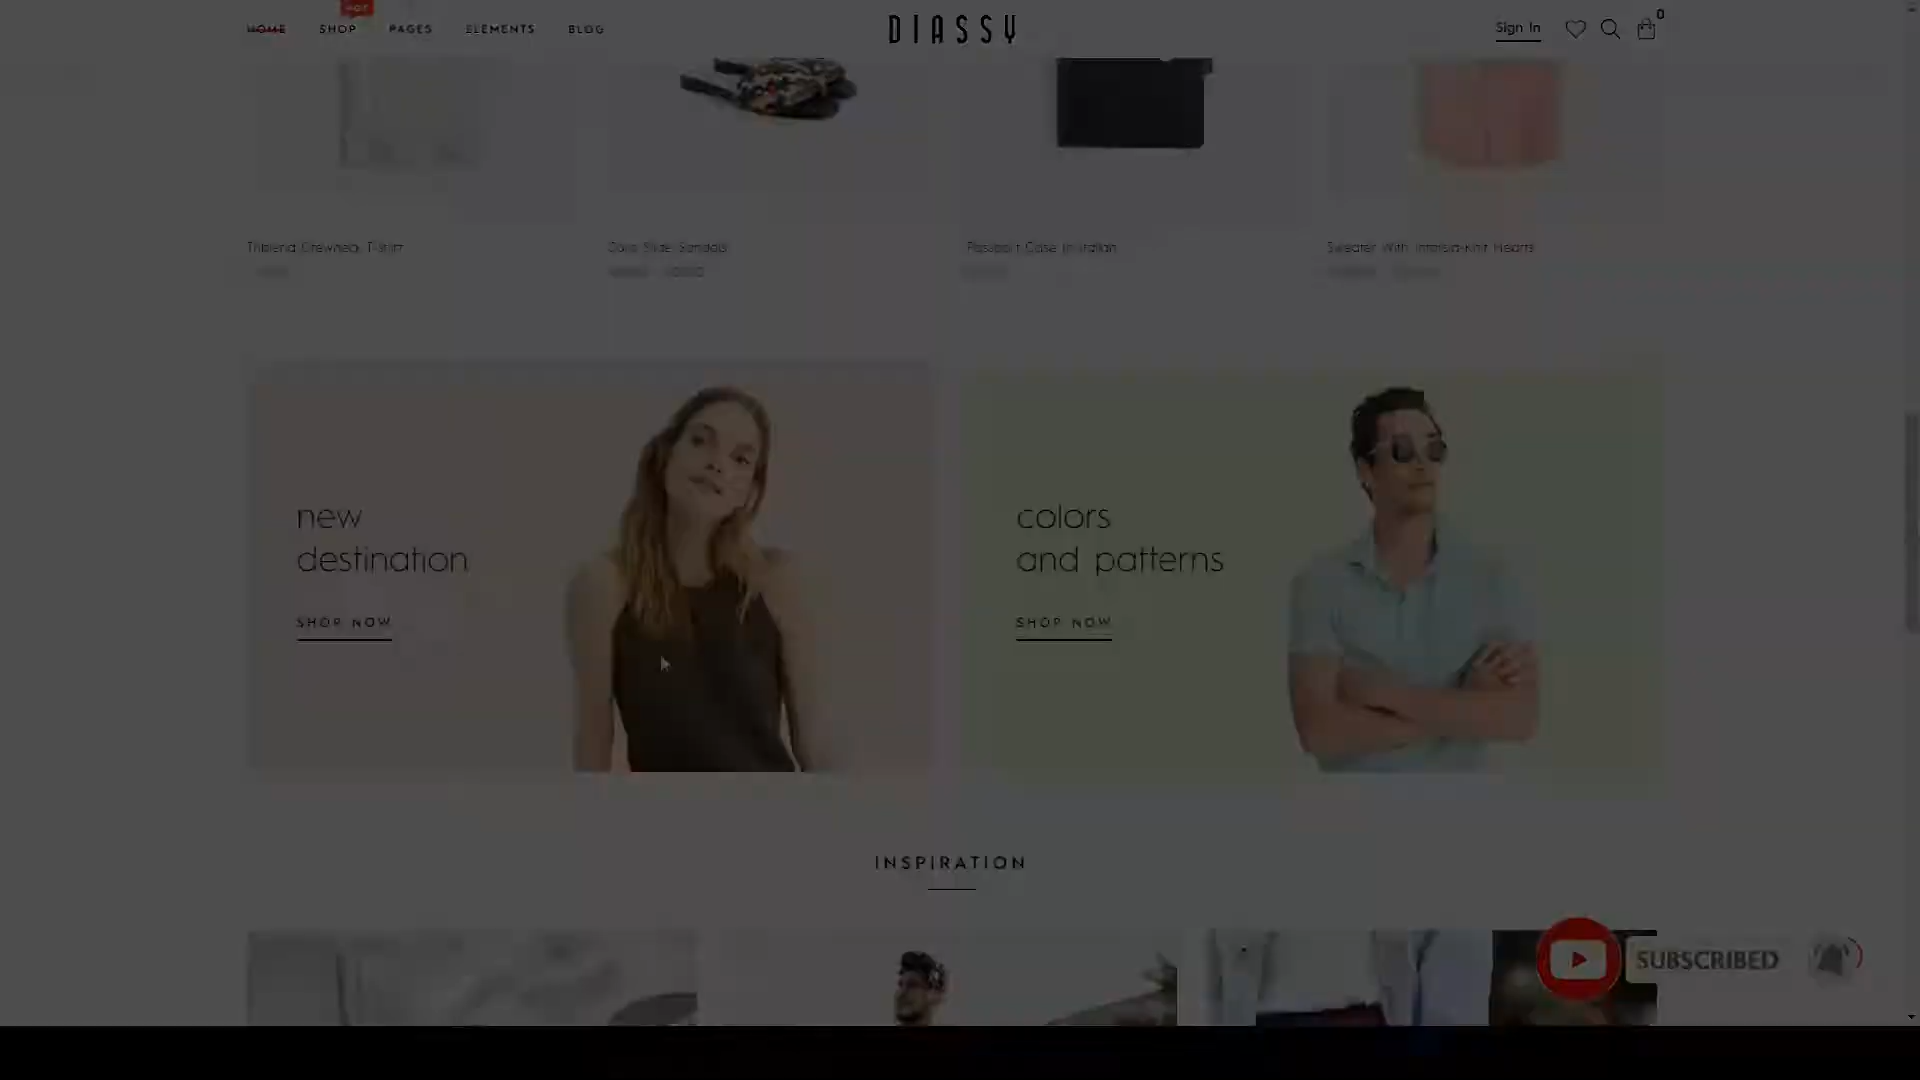 HOT
HOME SHOP PAGES ELEMENTS BLOG
DIASSY
Sign In
0
Triblend Crewneck T-Shirt
Color Slide Sandals
Passport Case In Italian
Sweater With Intarsia-Knit Hearts
new
destination
SHOP NOW
colors
and patterns
SHOP NOW
INSPIRATION
SUBSCRIBED